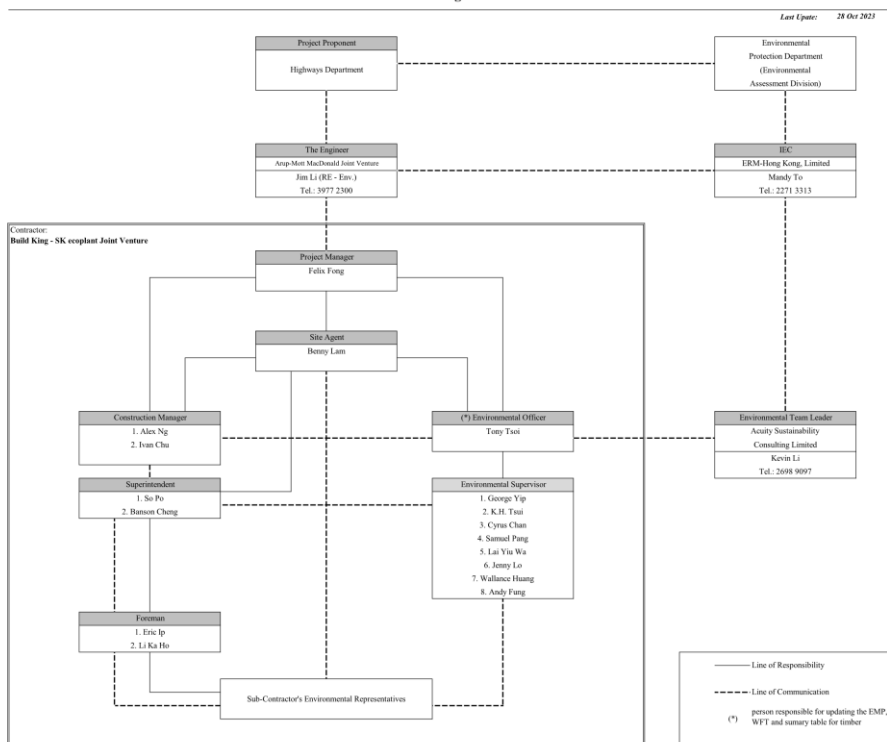 Last Upate: 28 Oct 2023
Project Proponent
Highways Department
Environmental
Protection Department
(Environmental
Assessment Division)
The Engineer
Arup-Mott MacDonald Joint Venture
Jim Li (RE - Env.)
Tel.: 3977 2300
IEC
ERM-Hong Kong, Limited
Mandy To
Tel.: 2271 3313
Contractor:
Build King - SK ecoplant Joint Venture
Project Manager
Felix Fong
Site Agent
Benny Lam
Construction Manager
1. Alex Ng
2. Ivan Chu
(*) Environmental Officer
Tony Tsoi
Environmental Team Leader
Acuity Sustainability
Consulting Limited
Kevin Li
Tel.: 2698 9097
Superintendent
1. So Po
2. Banson Cheng
Environmental Supervisor
1. George Yip
2. K.H. Tsui
3. Cyrus Chan
4. Samuel Pang
5. Lai Yiu Wa
6. Jenny Lo
7. Wallance Huang
8. Andy Fung
Foreman
1. Eric Ip
2. Li Ka Ho
Sub-Contractor's Environmental Representatives
Line of Responsibility
Line of Communication
(*) person responsible for updating the EMP,
WFT and sumary table for timber